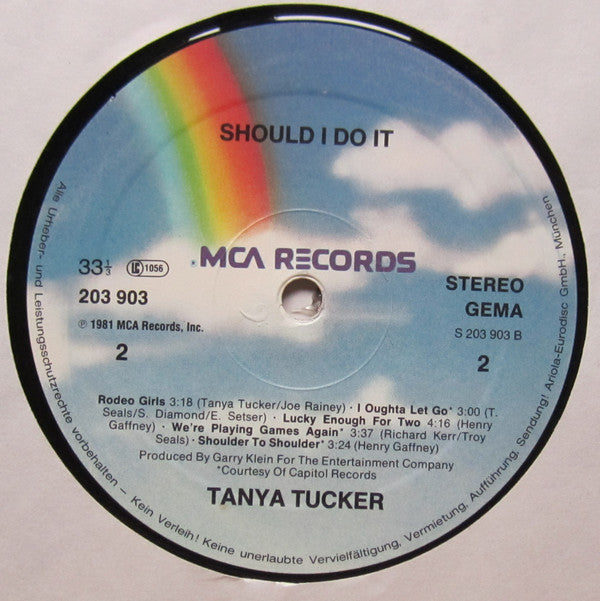 SHOULD I DO IT
MCA RECORDS
33⅓ LC 1056
203 903
℗ 1981 MCA Records, Inc.
2
STEREO
GEMA
S 203 903 B
2
Rodeo Girls 3:18 (Tanya Tucker/Joe Rainey) · I Oughta Let Go* 3:00 (T.
Seals/S. Diamond/E. Setser) · Lucky Enough For Two 4:16 (Henry
Gaffney) · We're Playing Games Again* 3:37 (Richard Kerr/Troy
Seals) · Shoulder To Shoulder* 3:24 (Henry Gaffney)
Produced By Garry Klein For The Entertainment Company
*Courtesy Of Capitol Records
TANYA TUCKER
Alle Urheber- und Leistungsschutzrechte vorbehalten – Kein Verleih! Keine unerlaubte Vervielfältigung, Vermietung, Aufführung, Sendung! Ariola-Eurodisc GmbH., München